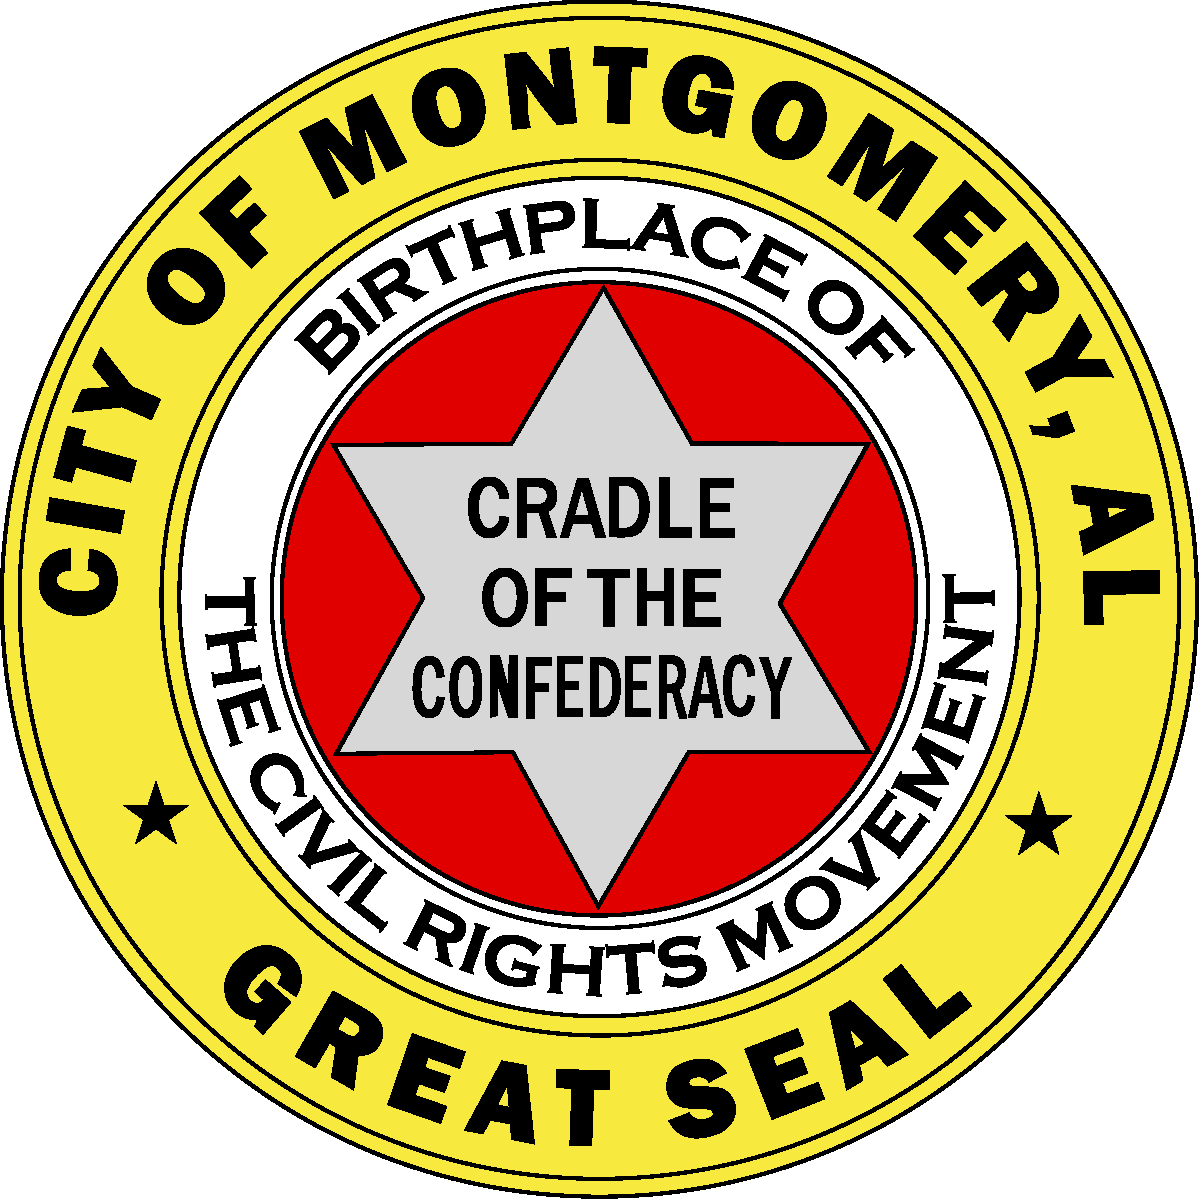 CITY OF MONTGOMERY, AL
BIRTHPLACE OF
CRADLE
OF THE
CONFEDERACY
THE CIVIL RIGHTS MOVEMENT
GREAT SEAL